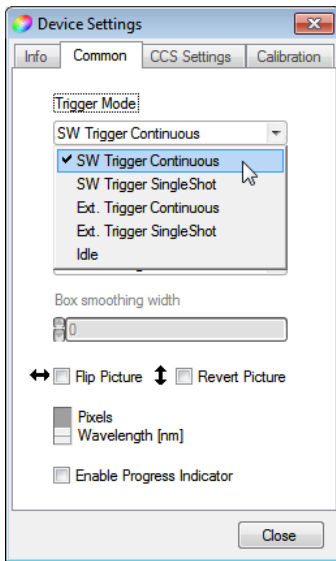 Device Settings
Info Common CCS Settings Calibration
Trigger Mode
SW Trigger Continuous
SW Trigger Continuous
SW Trigger SingleShot
Ext. Trigger Continuous
Ext. Trigger SingleShot
Idle
Box smoothing width
0
Flip Picture Revert Picture
Pixels
Wavelength [nm]
Enable Progress Indicator
Close